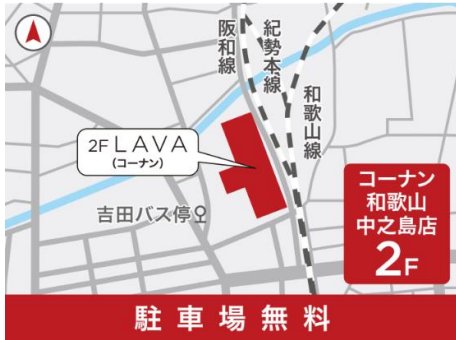 阪和線
紀勢本線
和歌山線
2F LAVA
(コーナン)
吉田バス停
コーナン
和歌山
中之島店
2F
駐車場無料